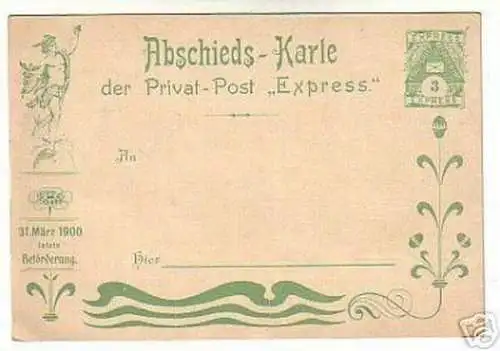 Abschieds-Karte
der Privat-Post „Express."
EXPRESS
3
EXPRESS
An
31. März 1900
letzte
Beförderung.
Hier